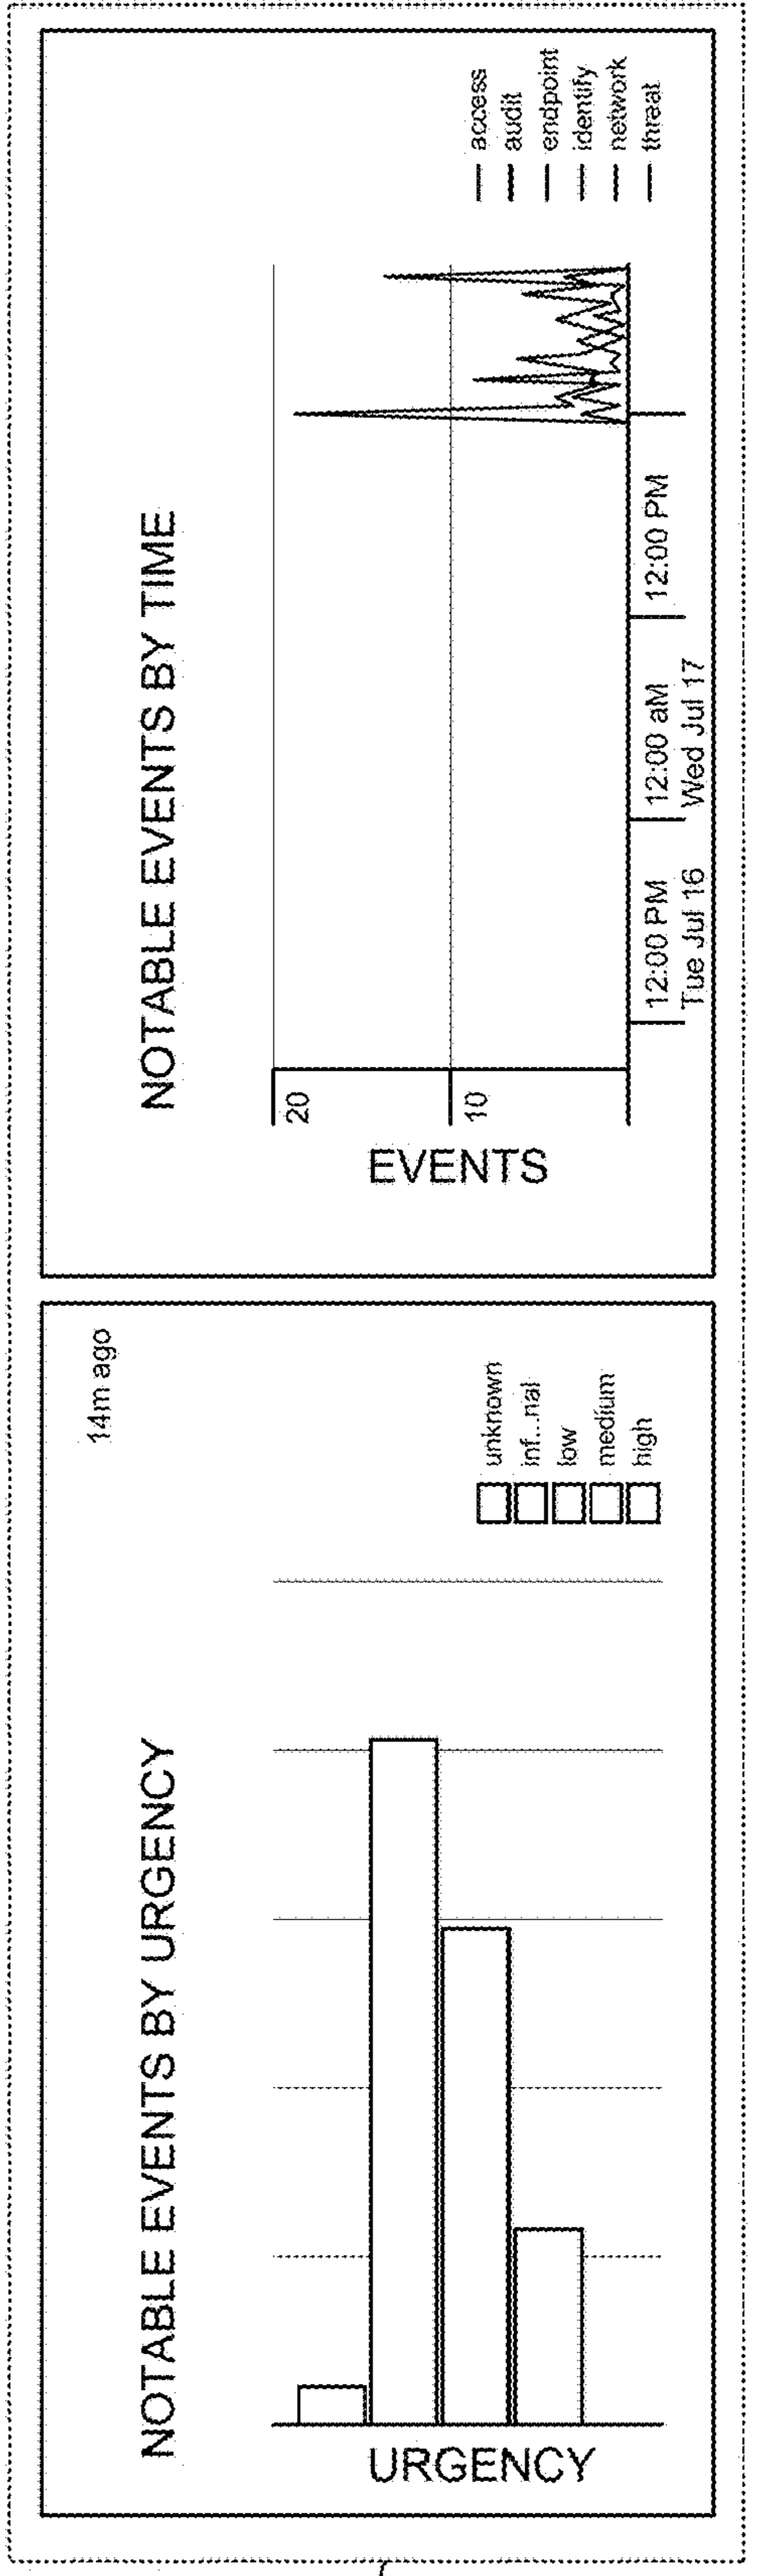 NOTABLE EVENTS BY URGENCY
14m ago
URGENCY
unknown
inf...nal
low
medium
high
NOTABLE EVENTS BY TIME
EVENTS
20
10
12:00 PM
Tue Jul 16
12:00 aM
Wed Jul 17
12:00 PM
access
audit
endpoint
identify
network
threat